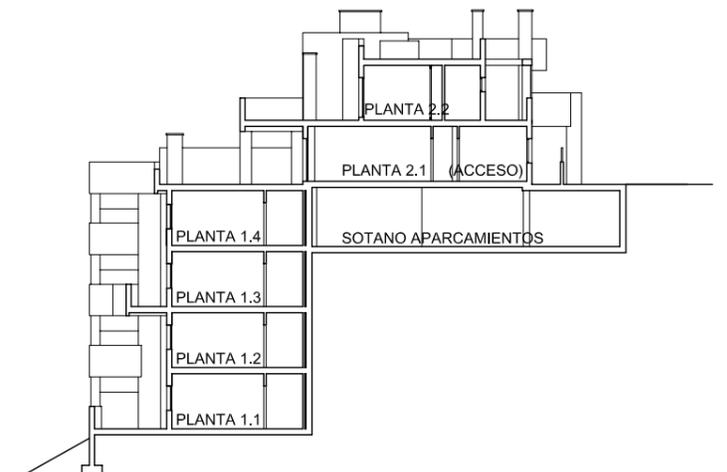 PLANTA 2.2
PLANTA 2.1 (ACCESO)
PLANTA 1.4
SOTANO APARCAMIENTOS
PLANTA 1.3
PLANTA 1.2
PLANTA 1.1